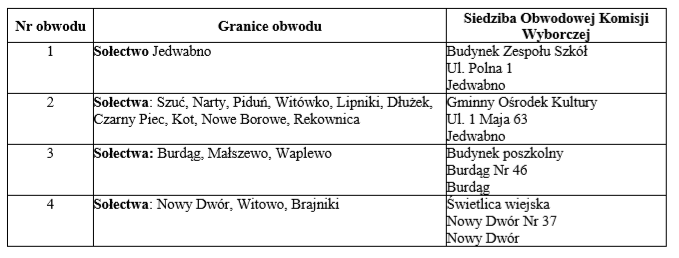 Nr obwodu
Granice obwodu
Siedziba Obwodowej Komisji
Wyborczej
1
Sołectwo Jedwabno
Budynek Zespołu Szkół
Ul. Polna 1
Jedwabno
2
Sołectwa: Szuć, Narty, Piduń, Witówko, Lipniki, Dłużek,
Czarny Piec, Kot, Nowe Borowe, Rekownica
Gminny Ośrodek Kultury
Ul. 1 Maja 63
Jedwabno
3
Sołectwa: Burdąg, Małszewo, Waplewo
Budynek poszkolny
Burdąg Nr 46
Burdąg
4
Sołectwa: Nowy Dwór, Witowo, Brajniki
Świetlica wiejska
Nowy Dwór Nr 37
Nowy Dwór